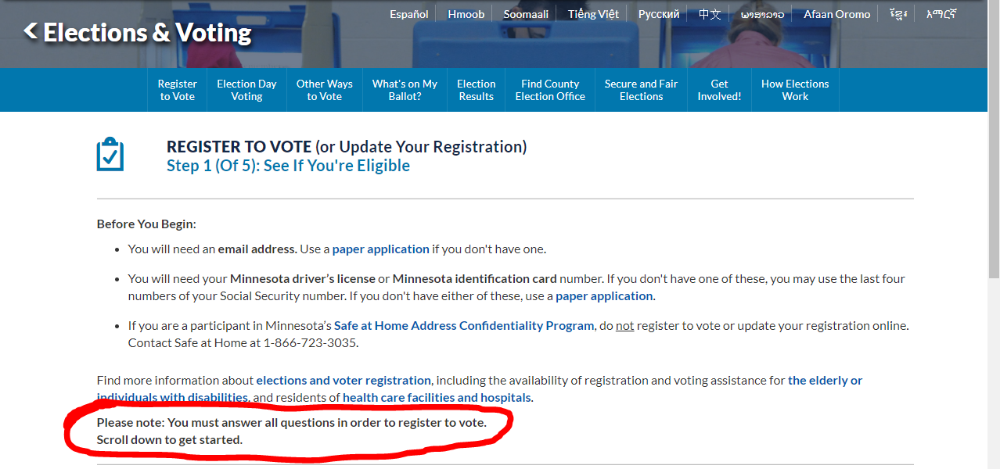 Español Hmoob Soomaali Tiếng Việt Русский 中文 ພາສາລາວ Afaan Oromo ខ្មែរ አማርኛ
Elections & Voting
Register to Vote
Election Day Voting
Other Ways to Vote
What's on My Ballot?
Election Results
Find County Election Office
Secure and Fair Elections
Get Involved!
How Elections Work
REGISTER TO VOTE (or Update Your Registration)
Step 1 (Of 5): See If You're Eligible
Before You Begin:
• You will need an email address. Use a paper application if you don't have one.
• You will need your Minnesota driver’s license or Minnesota identification card number. If you don't have one of these, you may use the last four
numbers of your Social Security number. If you don't have either of these, use a paper application.
• If you are a participant in Minnesota’s Safe at Home Address Confidentiality Program, do not register to vote or update your registration online.
Contact Safe at Home at 1-866-723-3035.
Find more information about elections and voter registration, including the availability of registration and voting assistance for the elderly or
individuals with disabilities, and residents of health care facilities and hospitals.
Please note: You must answer all questions in order to register to vote.
Scroll down to get started.